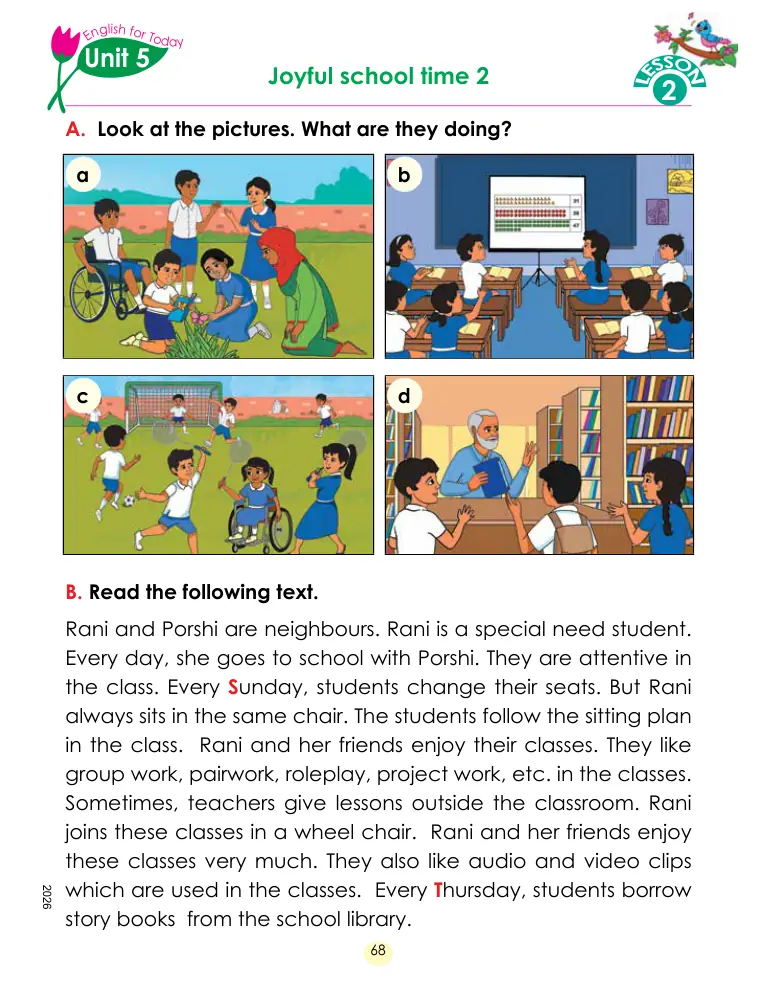 English for Today
Unit 5
Joyful school time 2
LESSON
2
A. Look at the pictures. What are they doing?
a
b
31
c
d
B. Read the following text.
Rani and Porshi are neighbours. Rani is a special need student.
Every day, she goes to school with Porshi. They are attentive in
the class. Every Sunday, students change their seats. But Rani
always sits in the same chair. The students follow the sitting plan
in the class. Rani and her friends enjoy their classes. They like
group work, pairwork, roleplay, project work, etc. in the classes.
Sometimes, teachers give lessons outside the classroom. Rani
joins these classes in a wheel chair. Rani and her friends enjoy
these classes very much. They also like audio and video clips
which are used in the classes. Every Thursday, students borrow
story books from the school library.
2026
68